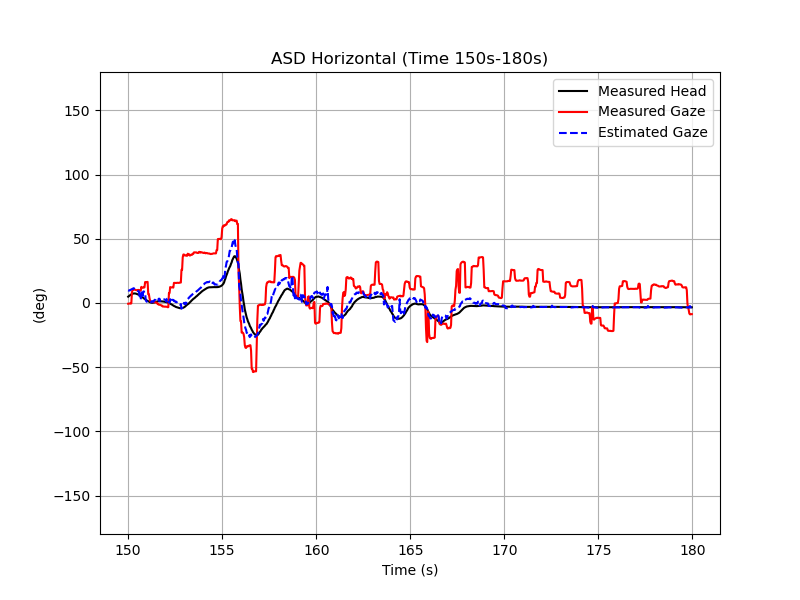 ASD Horizontal (Time 150s-180s)
Measured Head
Measured Gaze
Estimated Gaze
150
100
50
0
−50
−100
−150
(deg)
150 155 160 165 170 175 180
Time (s)